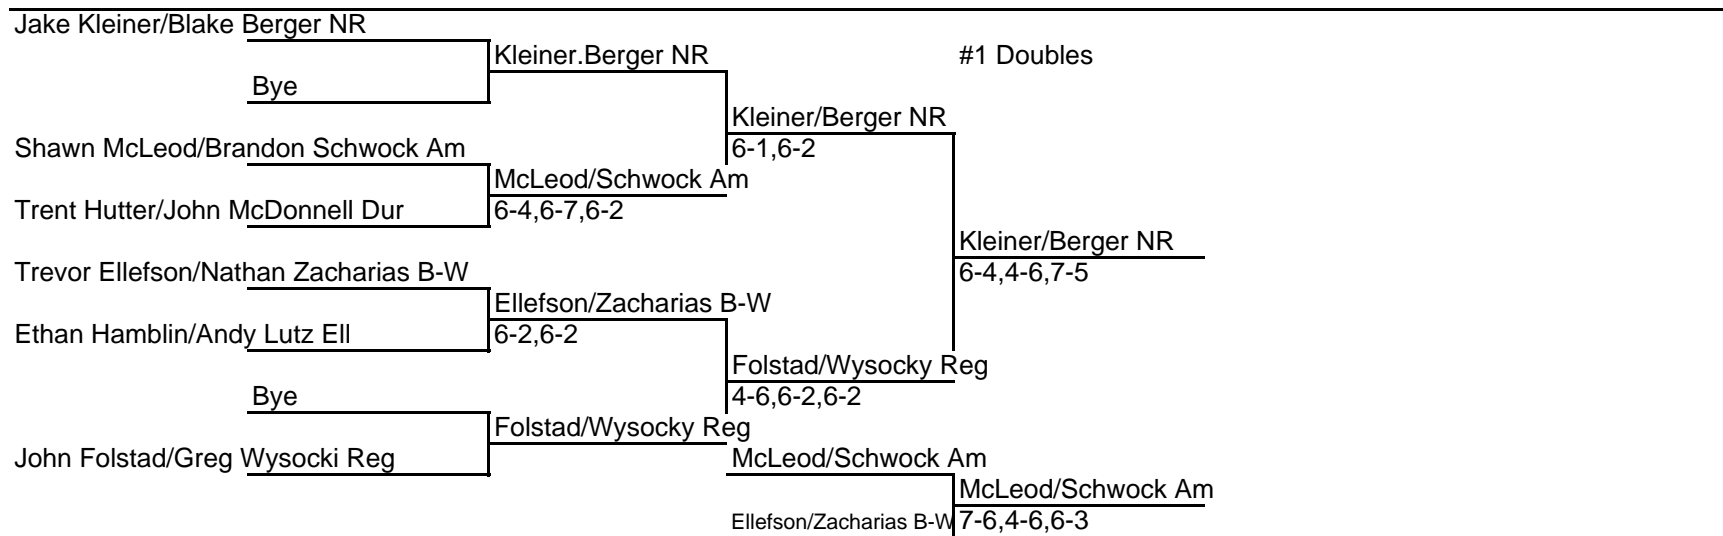 Jake Kleiner/Blake Berger NR
Kleiner.Berger NR
#1 Doubles
Bye
Kleiner/Berger NR
Shawn McLeod/Brandon Schwock Am
6-1,6-2
McLeod/Schwock Am
Trent Hutter/John McDonnell Dur
6-4,6-7,6-2
Kleiner/Berger NR
Trevor Ellefson/Nathan Zacharias B-W
6-4,4-6,7-5
Ellefson/Zacharias B-W
Ethan Hamblin/Andy Lutz Ell
6-2,6-2
Folstad/Wysocky Reg
Bye
4-6,6-2,6-2
Folstad/Wysocky Reg
John Folstad/Greg Wysocki Reg
McLeod/Schwock Am
McLeod/Schwock Am
Ellefson/Zacharias B-W
7-6,4-6,6-3